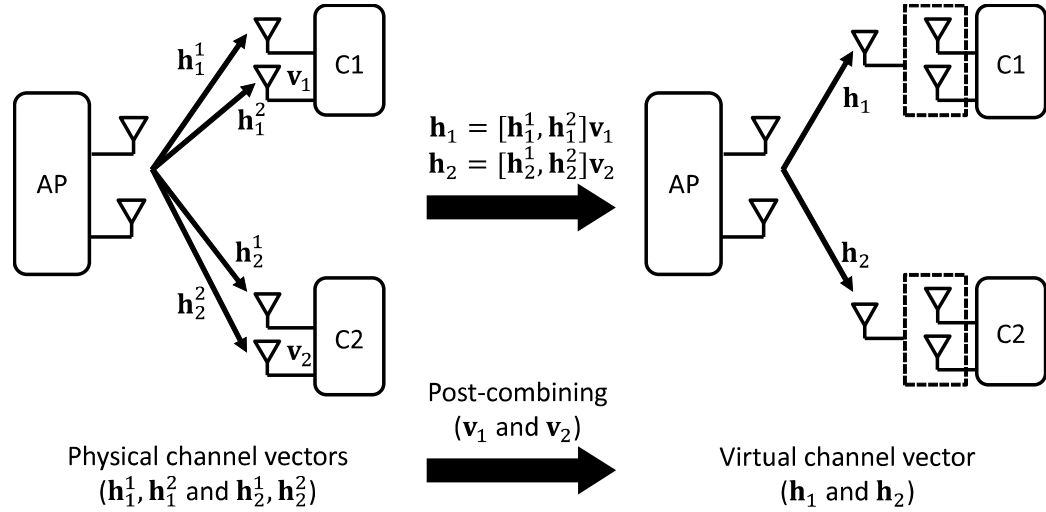 AP
𝐡₁¹
𝐡₁²
𝐯₁
C1
𝐡₂¹
𝐡₂²
𝐯₂
C2
Physical channel vectors
(𝐡₁¹, 𝐡₁² and 𝐡₂¹, 𝐡₂²)
𝐡₁ = [𝐡₁¹, 𝐡₁²]𝐯₁
𝐡₂ = [𝐡₂¹, 𝐡₂²]𝐯₂
Post-combining
(𝐯₁ and 𝐯₂)
AP
𝐡₁
C1
𝐡₂
C2
Virtual channel vector
(𝐡₁ and 𝐡₂)